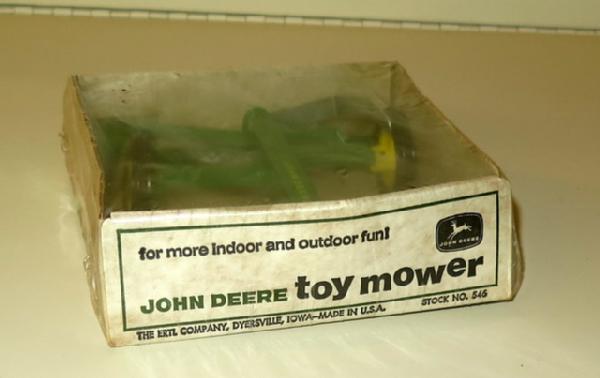 for more indoor and outdoor fun!
JOHN DEERE
JOHN DEERE toy mower
THE ERTL COMPANY, DYERSVILLE, IOWA-MADE IN U.S.A. STOCK NO. 546